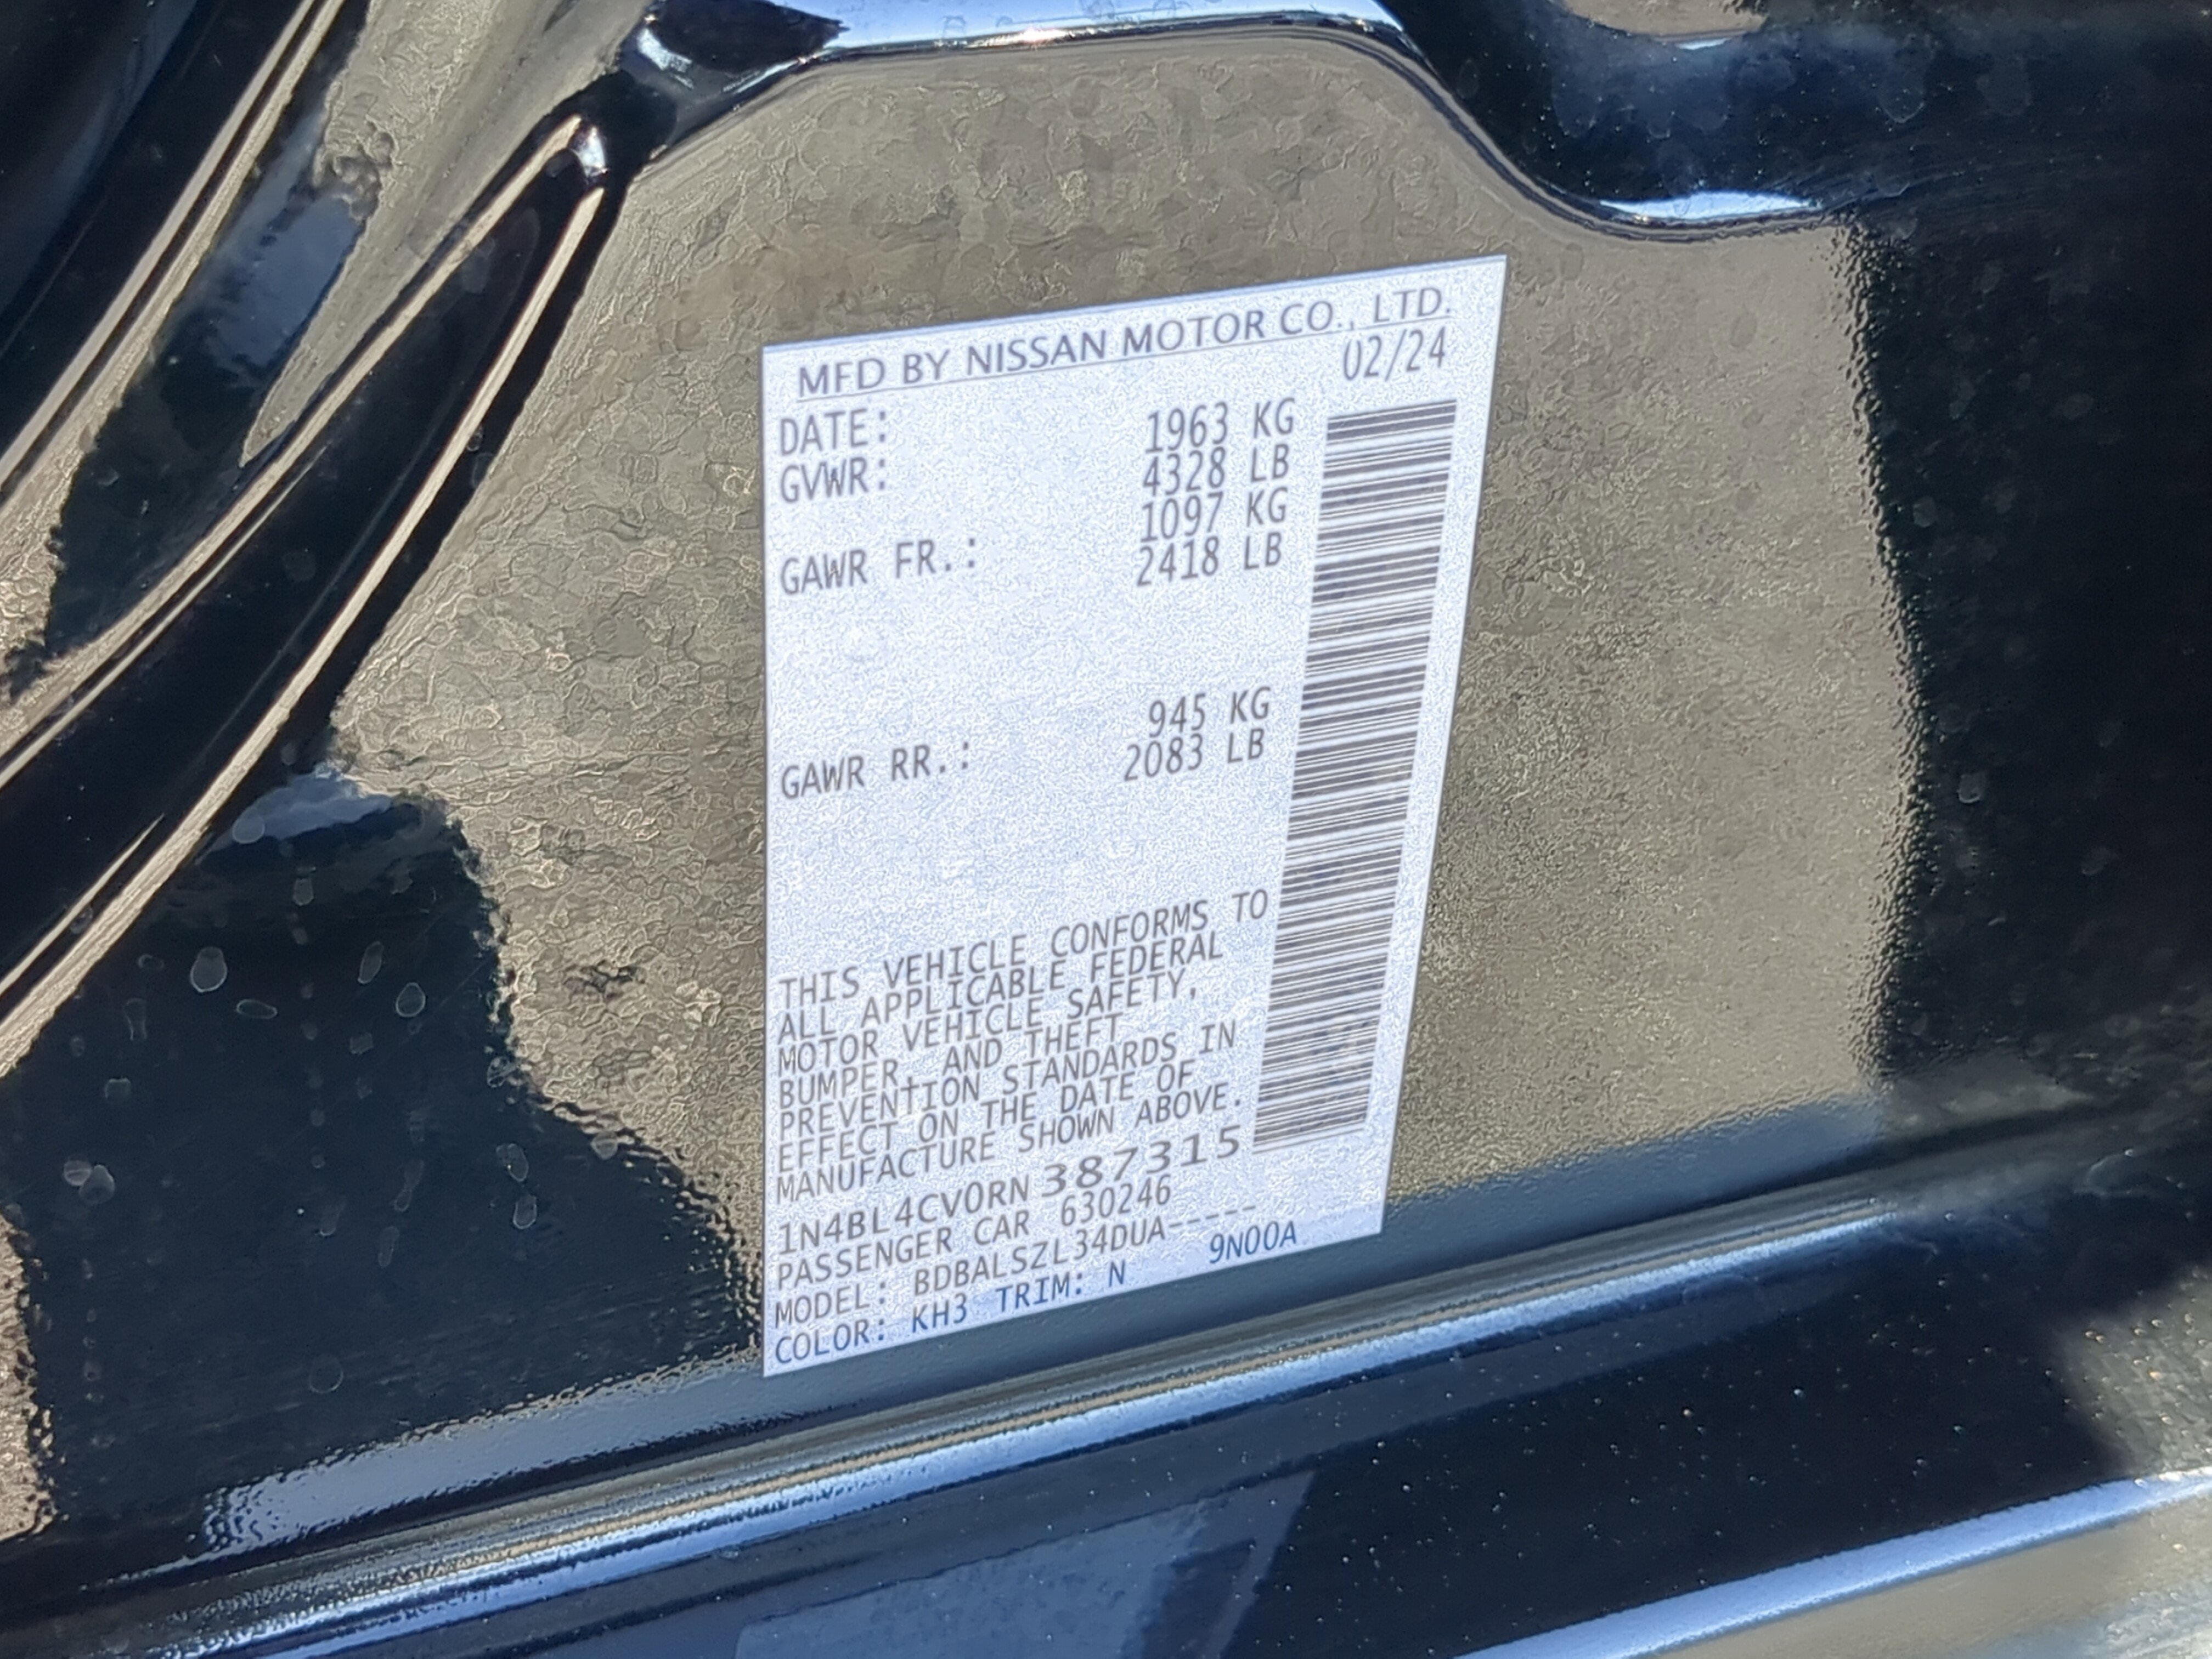 MFD BY NISSAN MOTOR CO., LTD.
DATE: 02/24
GVWR: 1963 KG
4328 LB
GAWR FR.: 1097 KG
2418 LB
GAWR RR.: 945 KG
2083 LB
THIS VEHICLE CONFORMS TO
ALL APPLICABLE FEDERAL
MOTOR VEHICLE SAFETY,
BUMPER, AND THEFT
PREVENTION STANDARDS IN
EFFECT ON THE DATE OF
MANUFACTURE SHOWN ABOVE.
1N4BL4CV0RN387315
PASSENGER CAR 630246
MODEL: BDBALSZL34DUA-----
COLOR: KH3 TRIM: N 9N00A